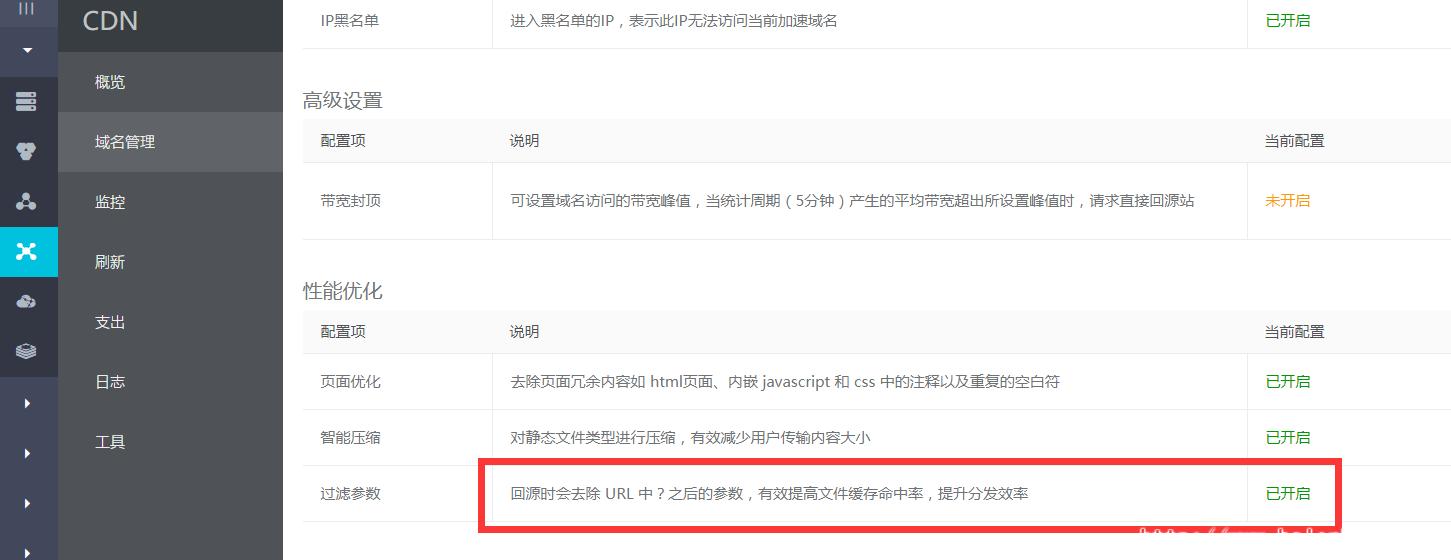 CDN
概览
域名管理
监控
刷新
支出
日志
工具
IP黑名单 进入黑名单的IP，表示此IP无法访问当前加速域名 已开启
高级设置
配置项 说明 当前配置
带宽封顶 可设置域名访问的带宽峰值，当统计周期（5分钟）产生的平均带宽超出所设置峰值时，请求直接回源站 未开启
性能优化
配置项 说明 当前配置
页面优化 去除页面冗余内容如 html页面、内嵌 javascript 和 css 中的注释以及重复的空白符 已开启
智能压缩 对静态文件类型进行压缩，有效减少用户传输内容大小 已开启
过滤参数 回源时会去除 URL 中？之后的参数，有效提高文件缓存命中率，提升分发效率 已开启